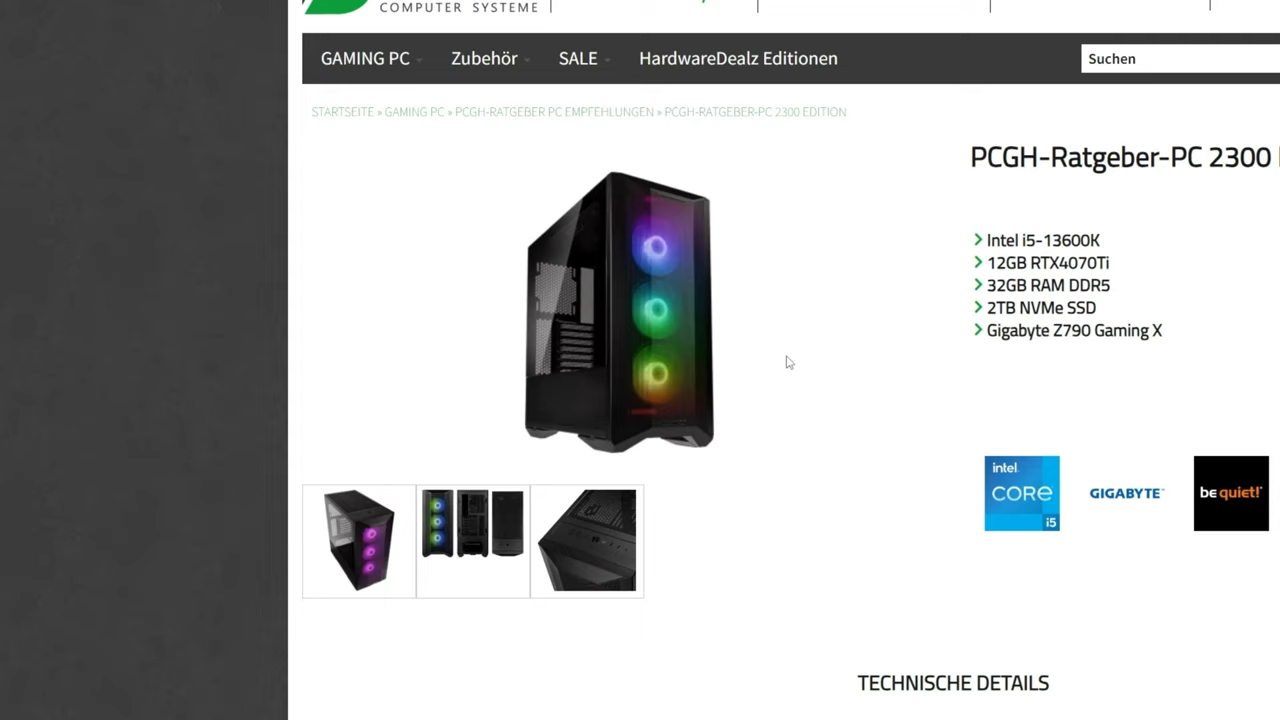 COMPUTER SYSTEME
GAMING PC
Zubehör
SALE
HardwareDealz Editionen
Suchen
STARTSEITE » GAMING PC » PCGH-RATGEBER PC EMPFEHLUNGEN » PCGH-RATGEBER-PC 2300 EDITION
PCGH-Ratgeber-PC 2300
Intel i5-13600K
12GB RTX4070Ti
32GB RAM DDR5
2TB NVMe SSD
Gigabyte Z790 Gaming X
intel
CORE
i5
GIGABYTE™
be quiet!®
TECHNISCHE DETAILS